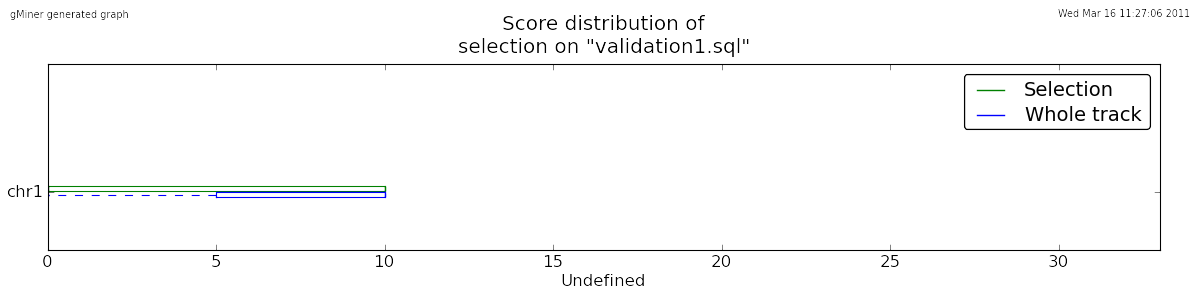 gMiner generated graph
Wed Mar 16 11:27:06 2011
Score distribution of
selection on "validation1.sql"
Selection
Whole track
chr1
0 5 10 15 20 25 30
Undefined